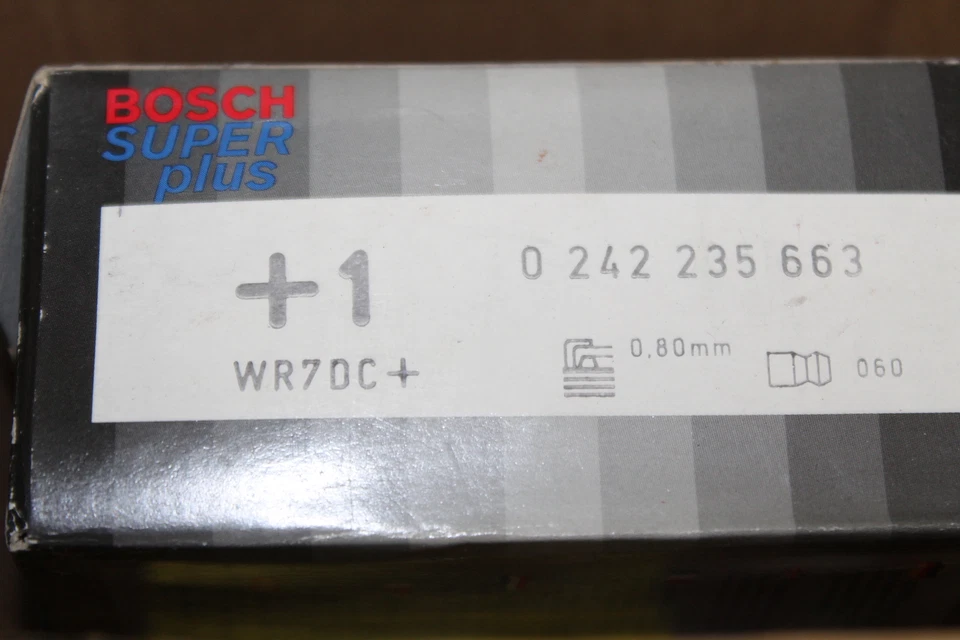 BOSCH
SUPER
plus
+1
0 242 235 663
WR7DC+
0,80mm
060